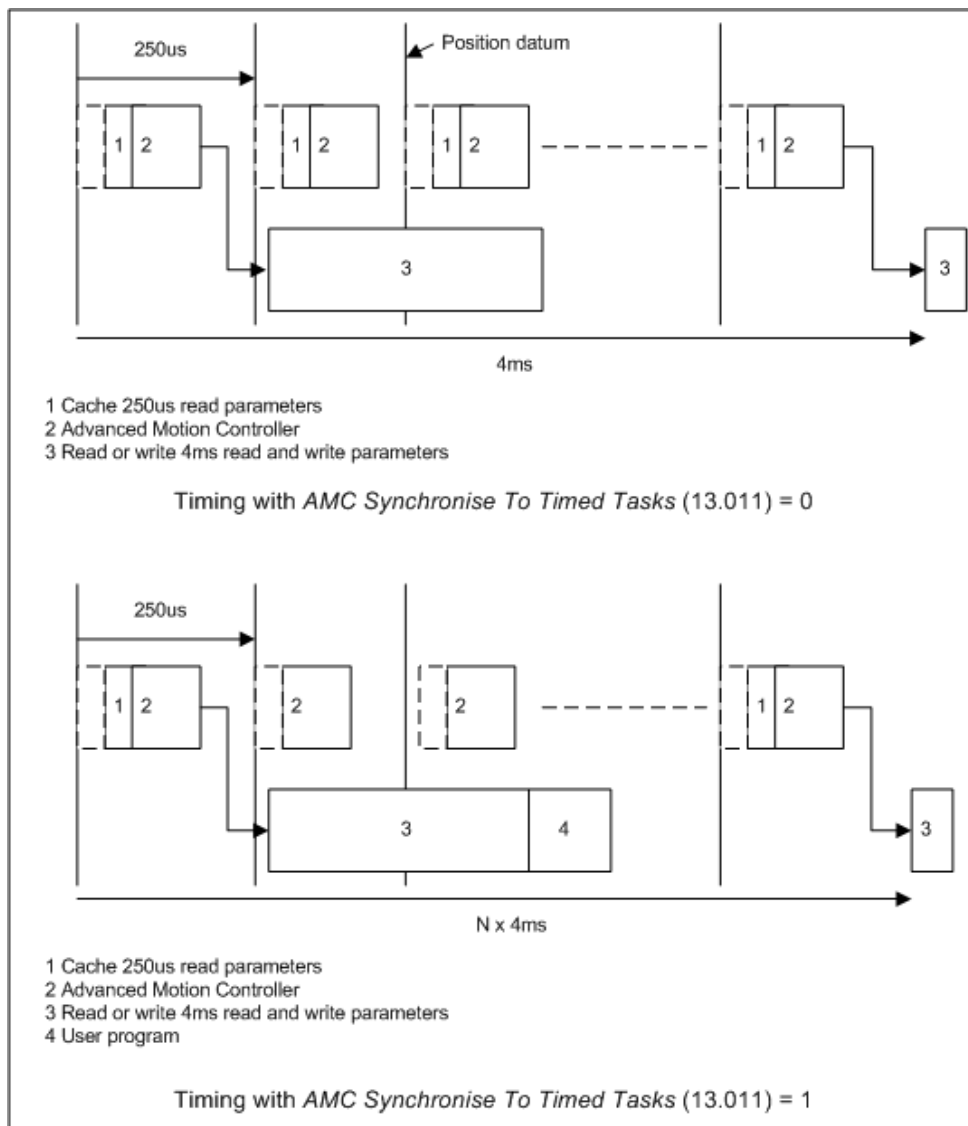 250us
Position datum
1 2
1 2
1 2
1 2
3
3
4ms
1 Cache 250us read parameters
2 Advanced Motion Controller
3 Read or write 4ms read and write parameters
Timing with AMC Synchronise To Timed Tasks (13.011) = 0
250us
1 2
2
2
1 2
3
4
3
N x 4ms
1 Cache 250us read parameters
2 Advanced Motion Controller
3 Read or write 4ms read and write parameters
4 User program
Timing with AMC Synchronise To Timed Tasks (13.011) = 1